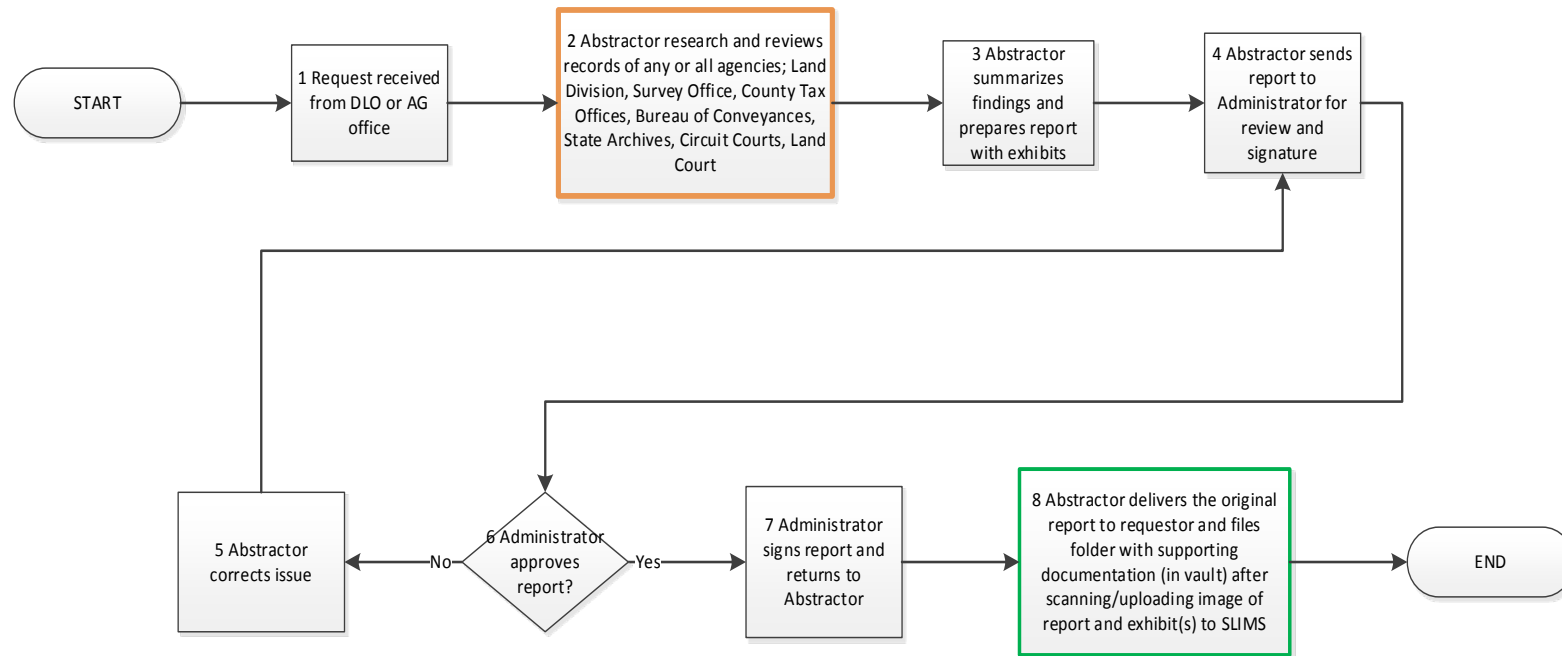 START
1 Request received
from DLO or AG
office
2 Abstractor research and reviews
records of any or all agencies; Land
Division, Survey Office, County Tax
Offices, Bureau of Conveyances,
State Archives, Circuit Courts, Land
Court
3 Abstractor
summarizes
findings and
prepares report
with exhibits
4 Abstractor sends
report to
Administrator for
review and
signature
5 Abstractor
corrects issue
No
6 Administrator
approves
report?
Yes
7 Administrator
signs report and
returns to
Abstractor
8 Abstractor delivers the original
report to requestor and files
folder with supporting
documentation (in vault) after
scanning/uploading image of
report and exhibit(s) to SLIMS
END